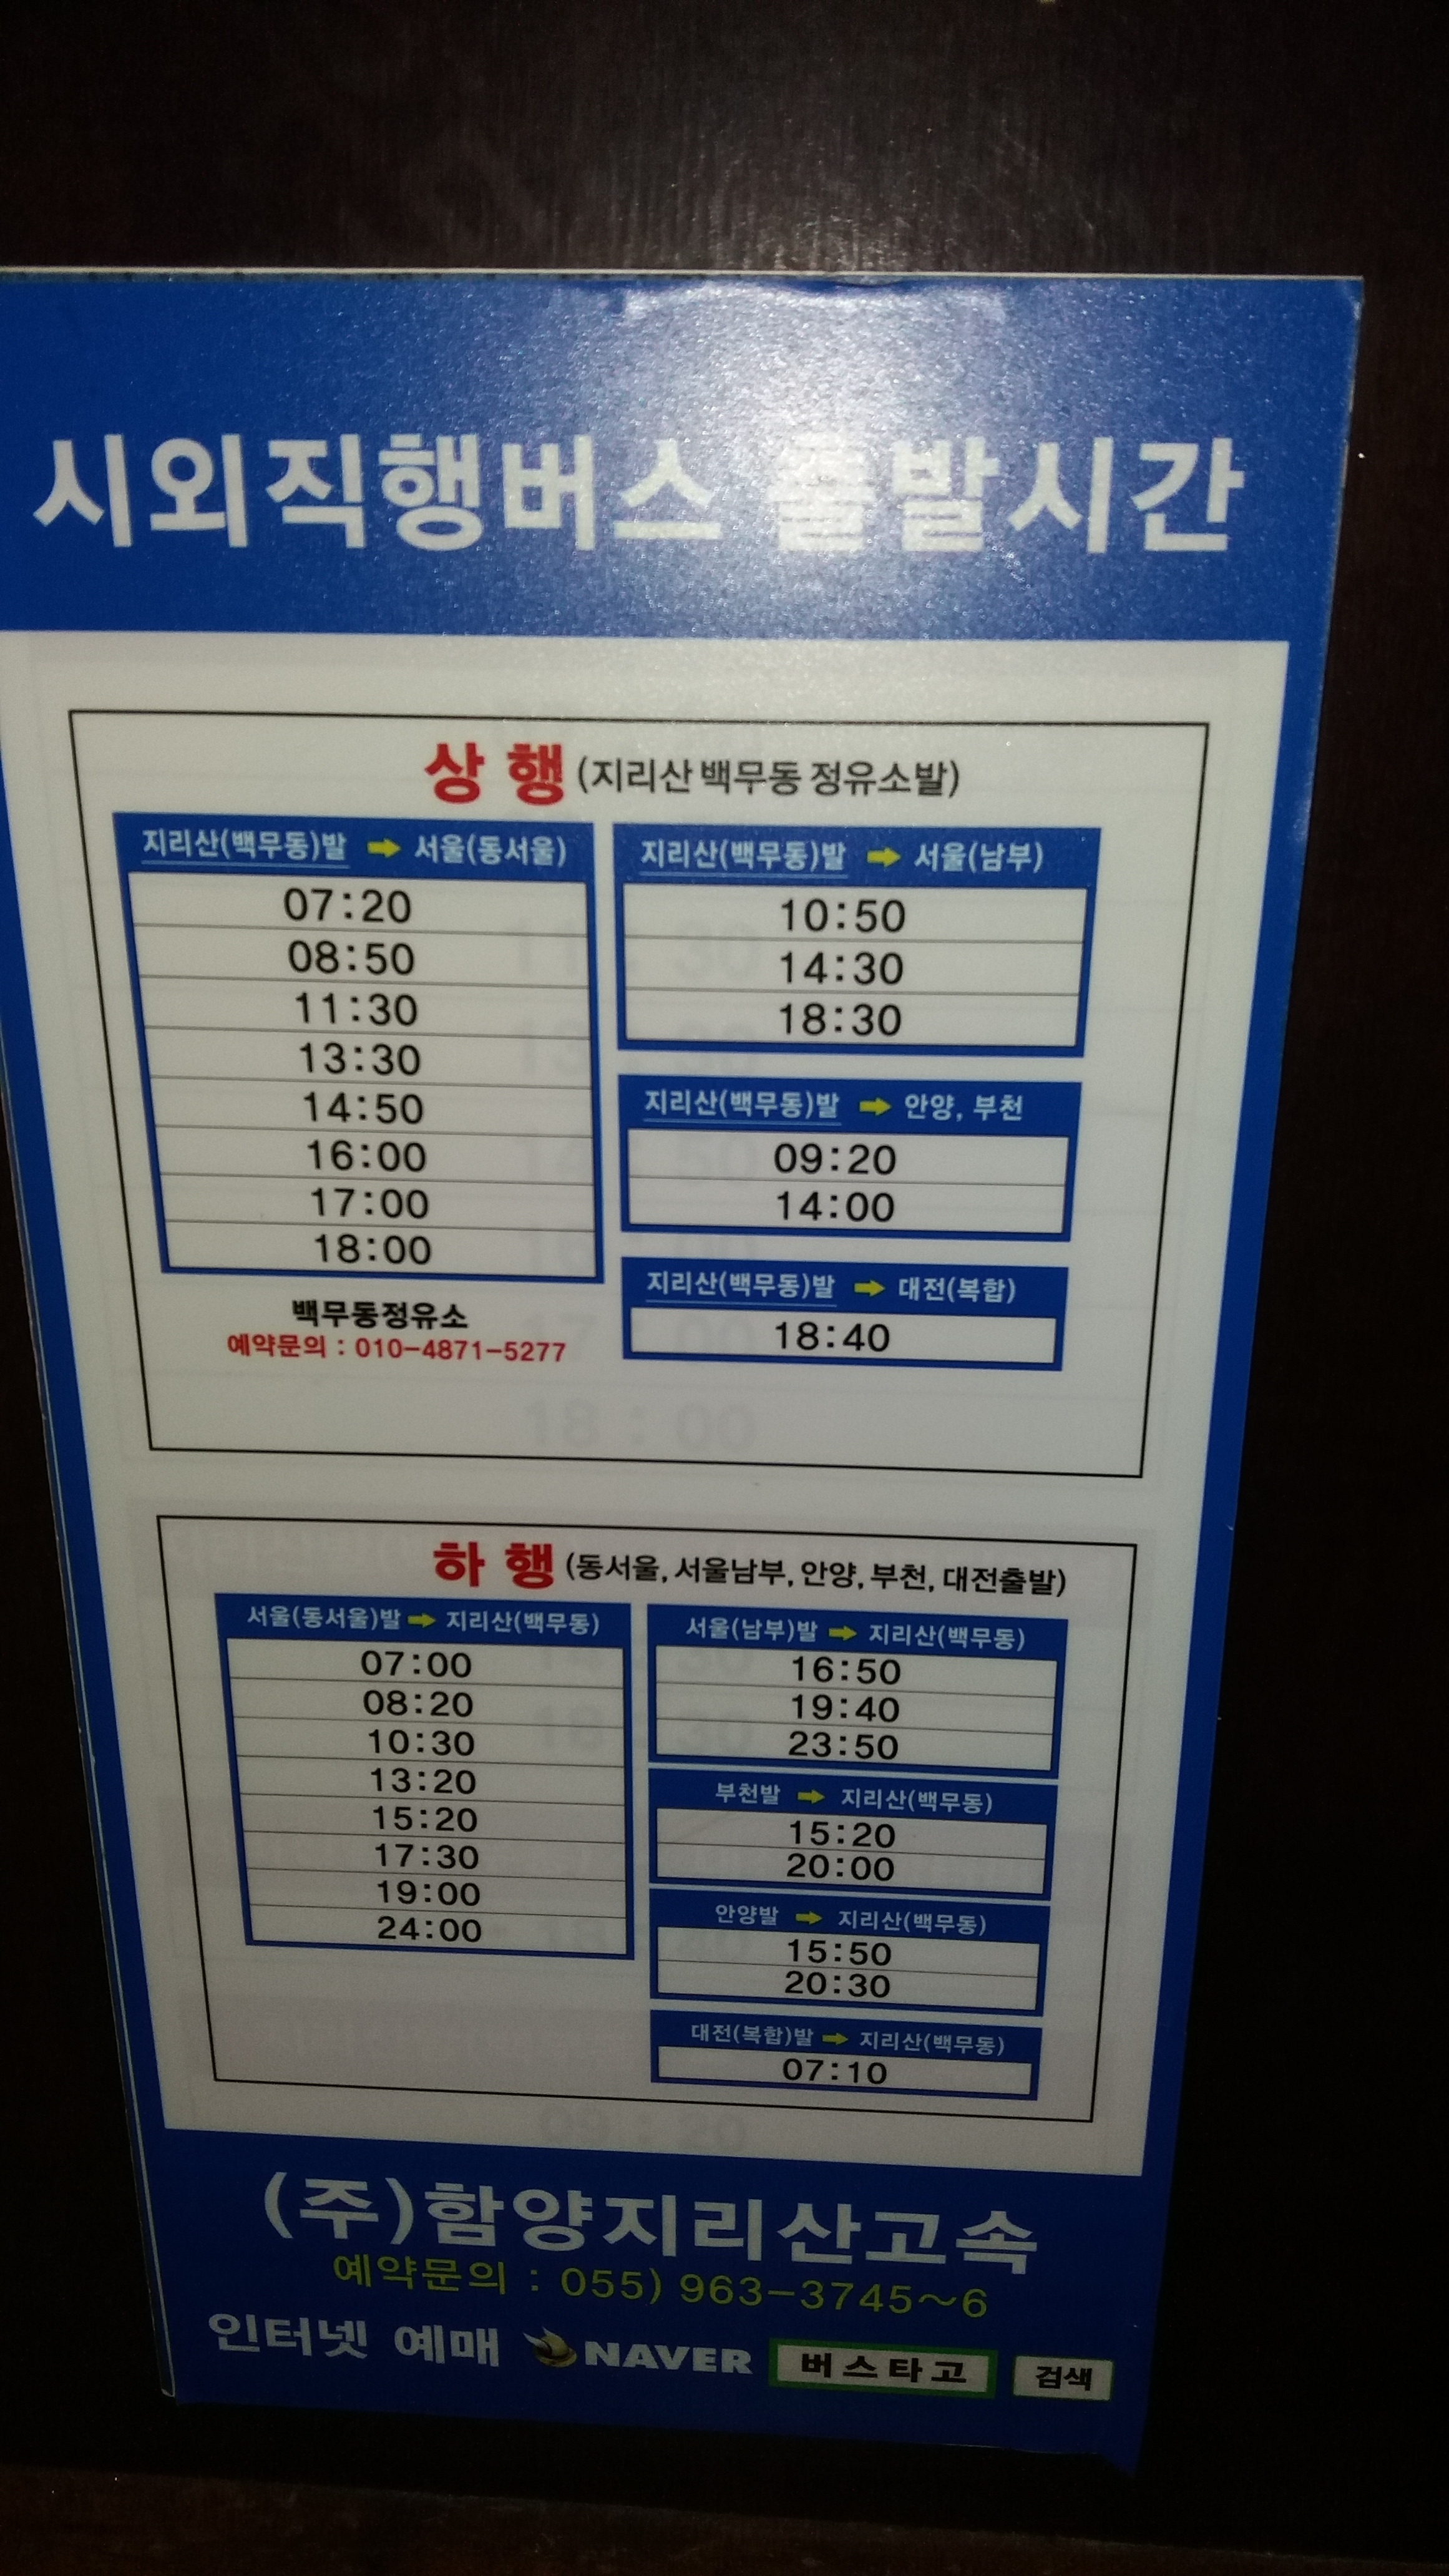 시외직행버스 출발시간
상 행 (지리산 백무동 정유소발)
지리산(백무동)발 → 서울(동서울)
07:20
08:50
11:30
13:30
14:50
16:00
17:00
18:00
백무동정유소
예약문의 : 010-4871-5277
지리산(백무동)발 → 서울(남부)
10:50
14:30
18:30
지리산(백무동)발 → 안양, 부천
09:20
14:00
지리산(백무동)발 → 대전(복합)
18:40
하 행 (동서울, 서울남부, 안양, 부천, 대전출발)
서울(동서울)발 → 지리산(백무동)
07:00
08:20
10:30
13:20
15:20
17:30
19:00
24:00
서울(남부)발 → 지리산(백무동)
16:50
19:40
23:50
부천발 → 지리산(백무동)
15:20
20:00
안양발 → 지리산(백무동)
15:50
20:30
대전(복합)발 → 지리산(백무동)
07:10
(주)함양지리산고속
예약문의 : 055) 963-3745~6
인터넷 예매 NAVER 버스타고 검색